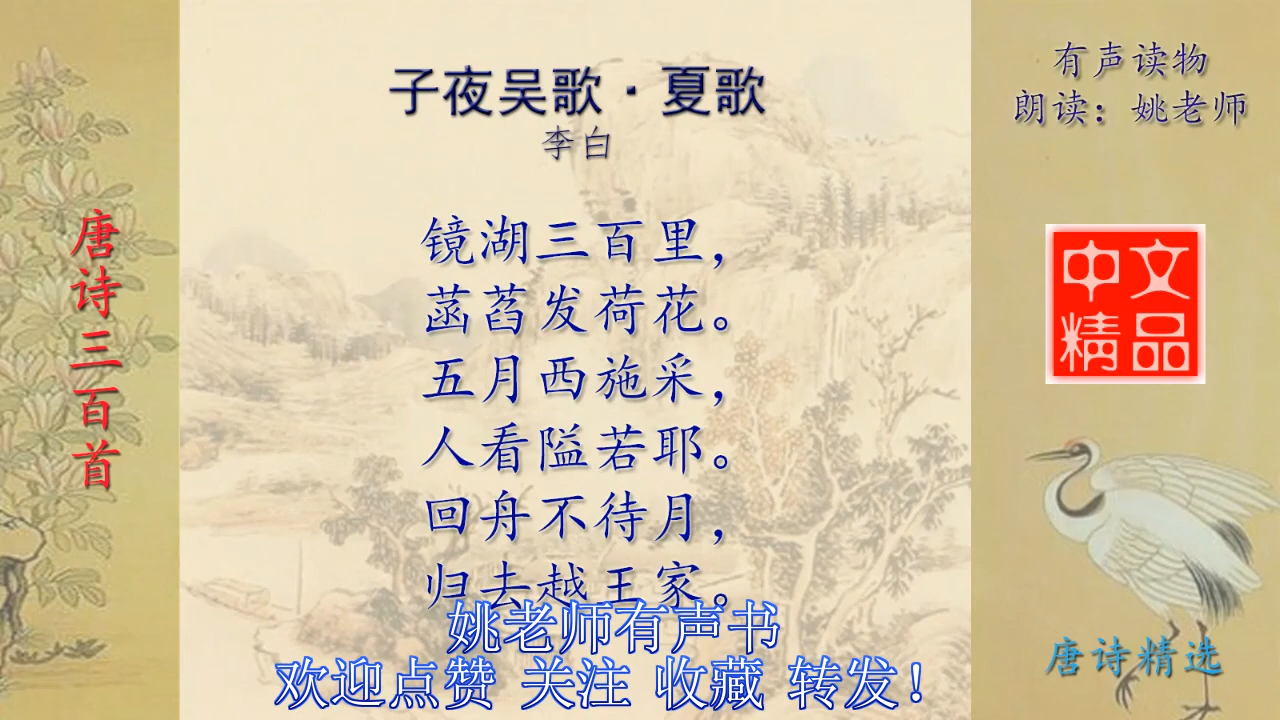 子夜吴歌·夏歌
李白
镜湖三百里，
菡萏发荷花。
五月西施采，
人看隘若耶。
回舟不待月，
归去越王家。
姚老师有声书
欢迎点赞 关注 收藏 转发！
唐诗三百首
有声读物
朗读：姚老师
中文
精品
唐诗精选